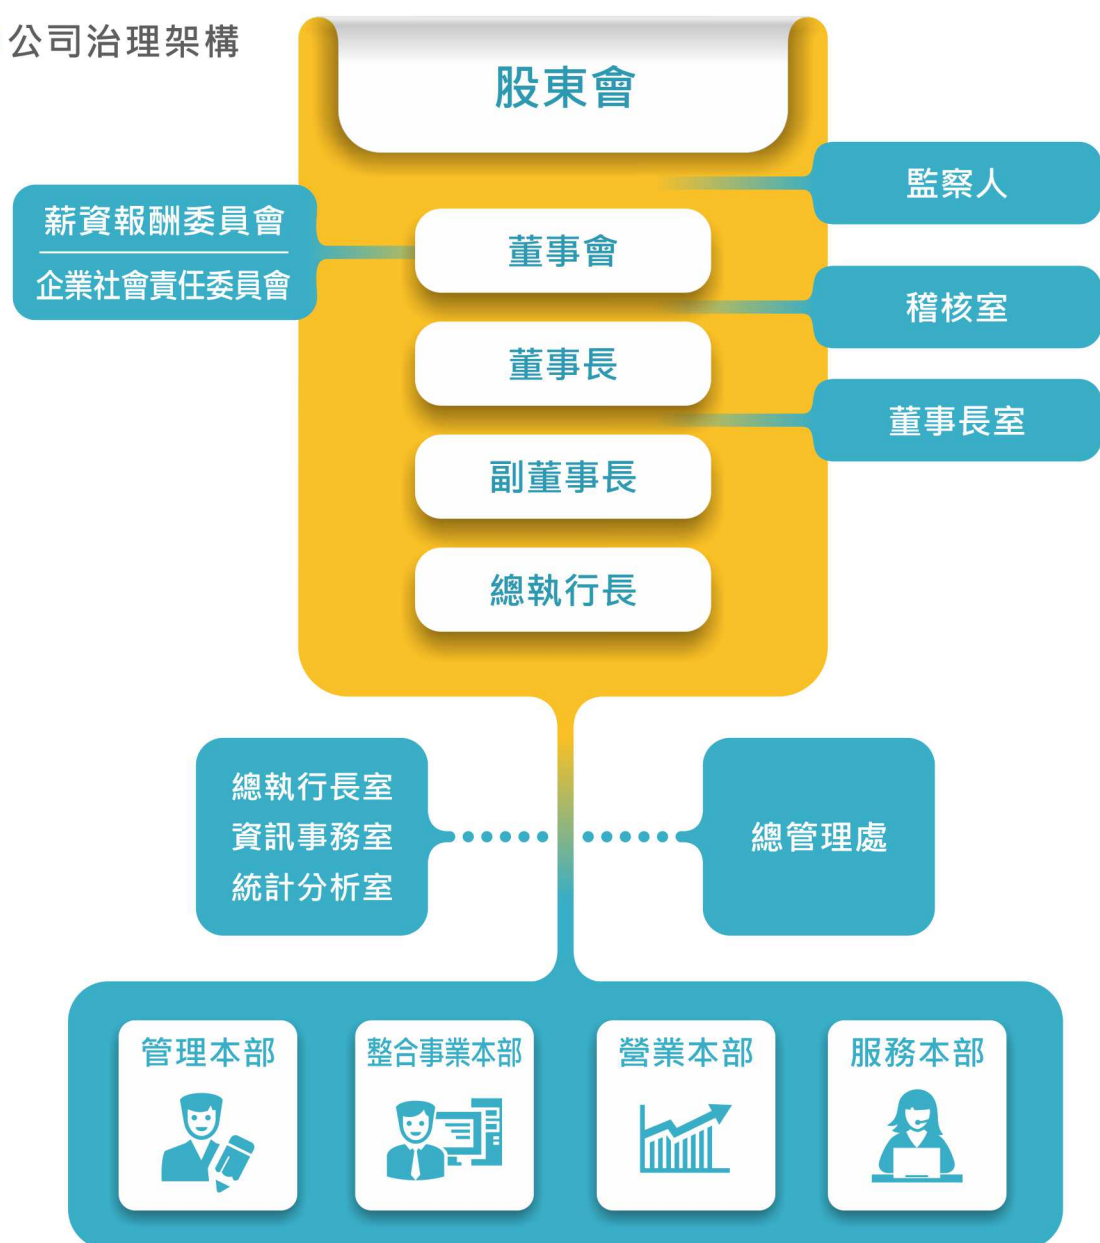 公司治理架構
股東會
監察人
薪資報酬委員會
企業社會責任委員會
董事會
稽核室
董事長
董事長室
副董事長
總執行長
總執行長室
資訊事務室
統計分析室
總管理處
管理本部
整合事業本部
營業本部
服務本部